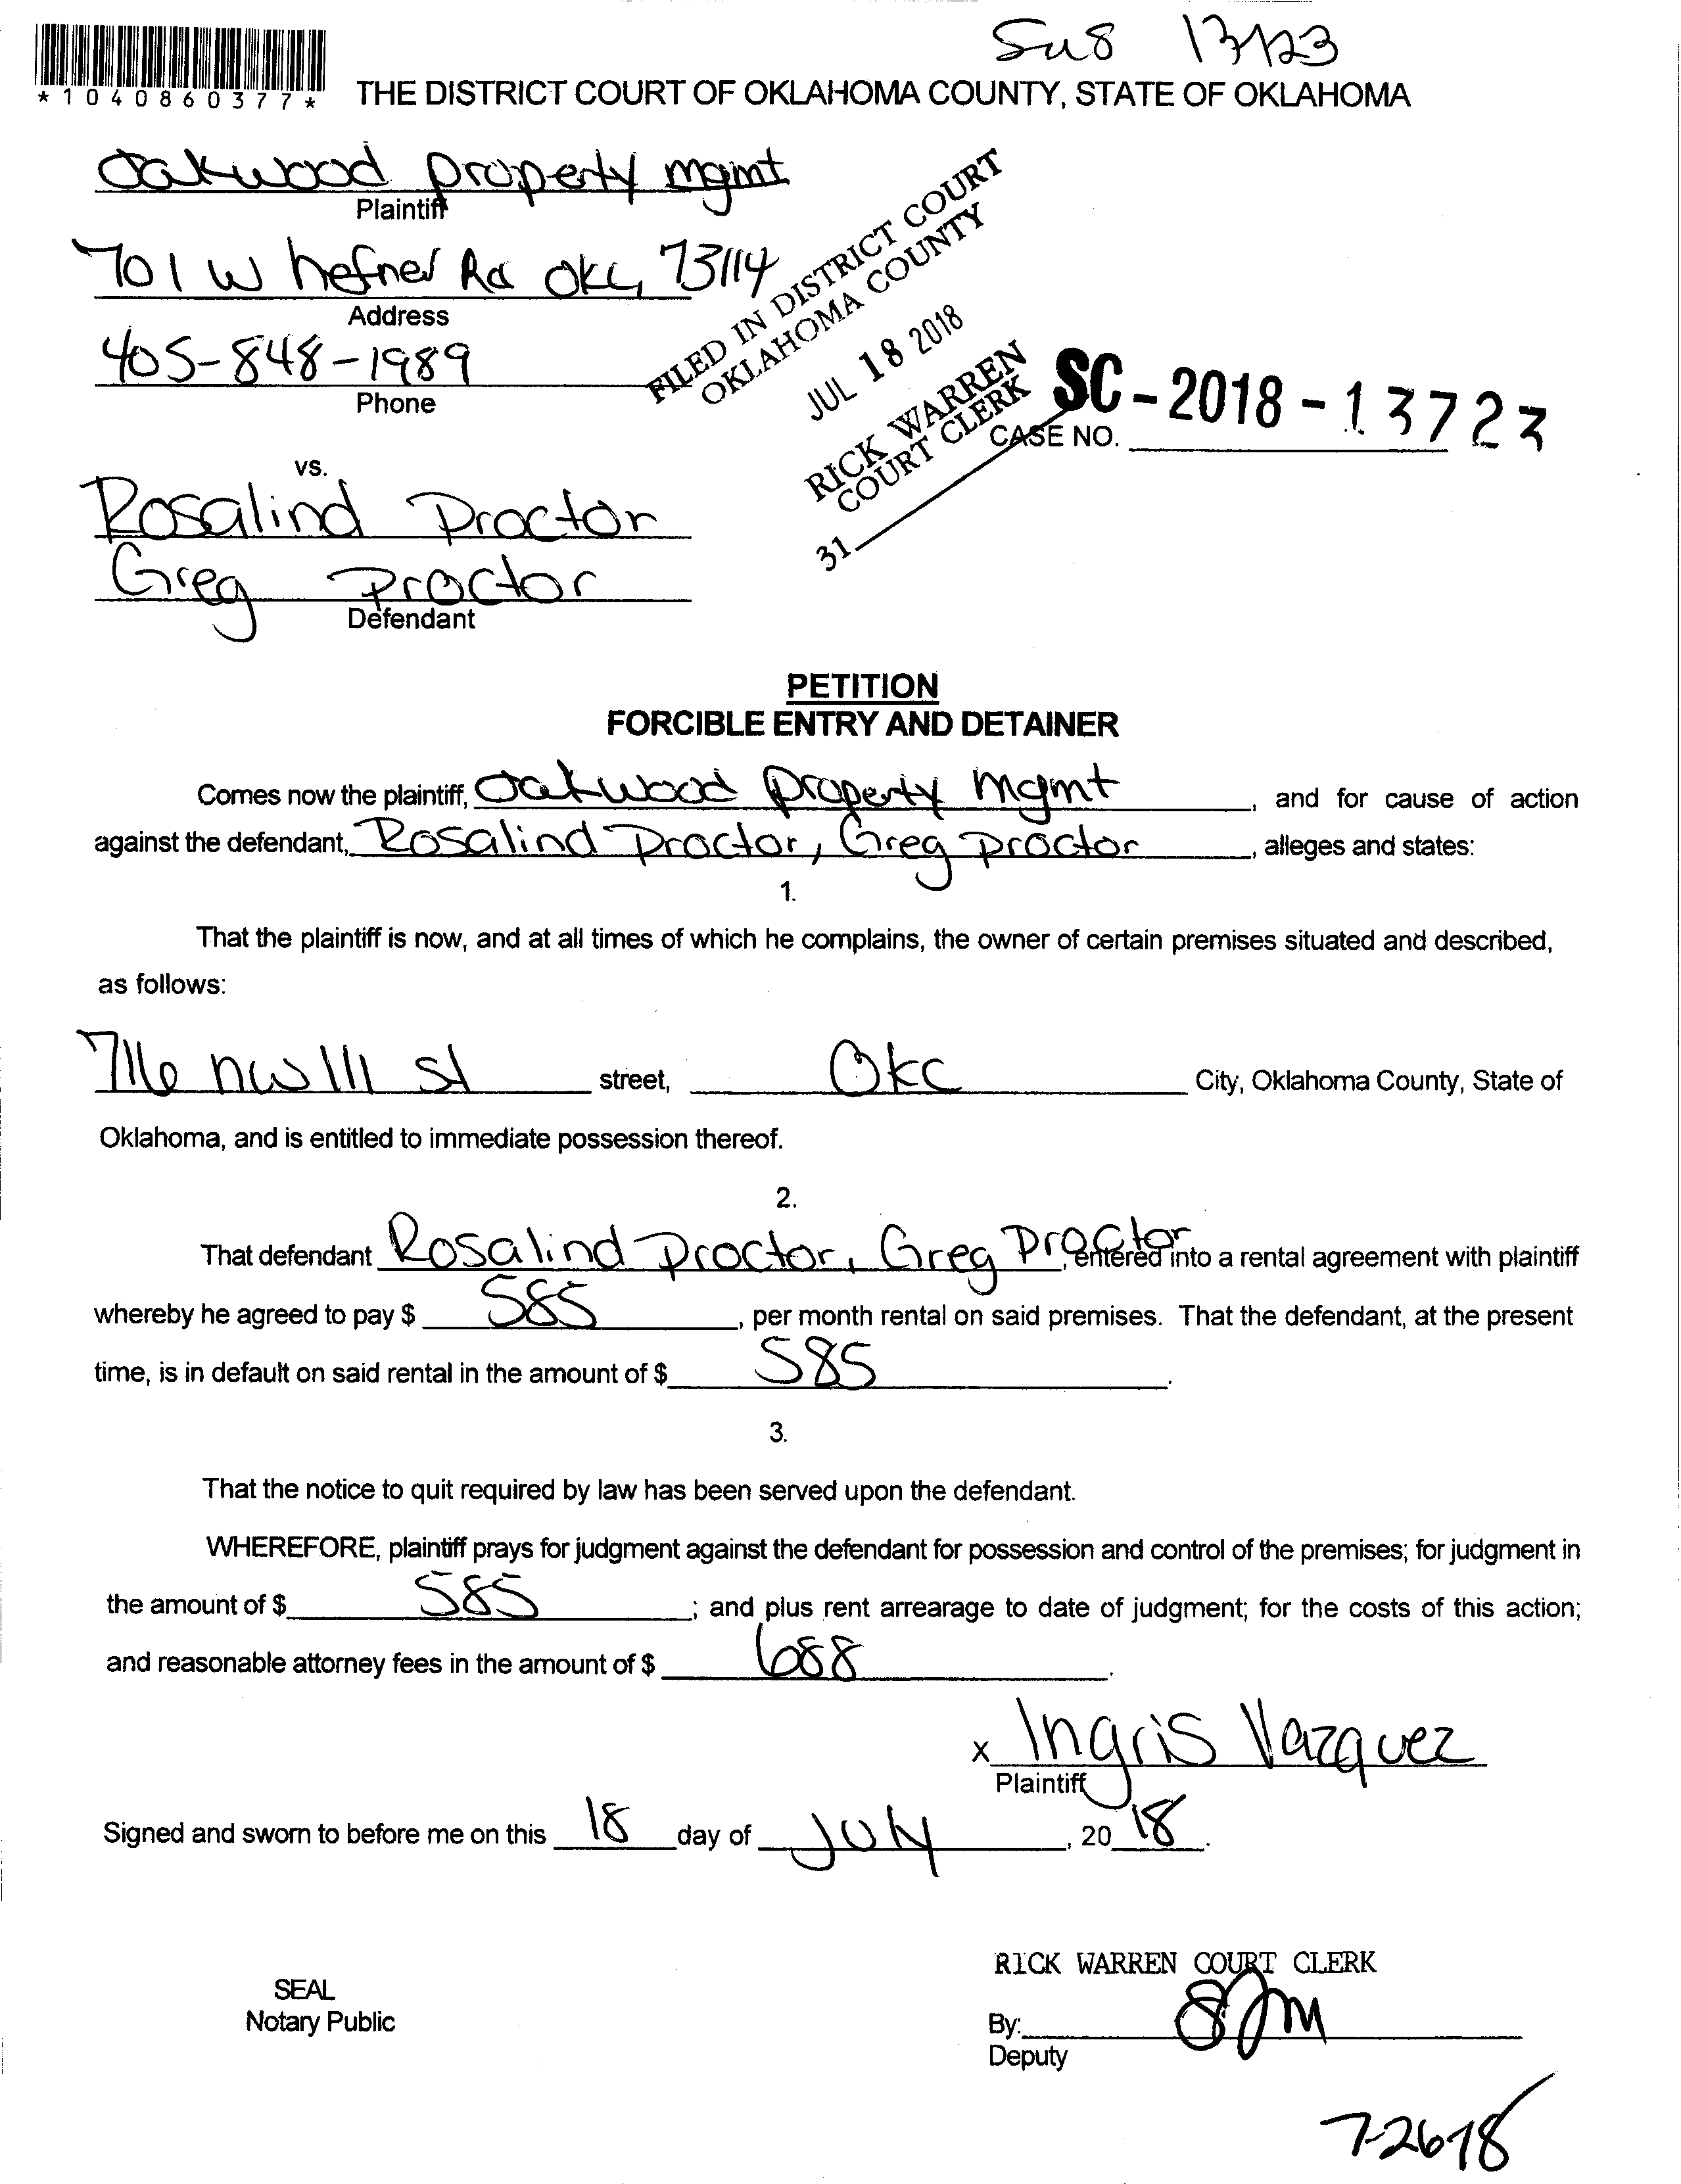 Su8 13723
*1040860377*
THE DISTRICT COURT OF OKLAHOMA COUNTY, STATE OF OKLAHOMA
Oakwood property mgmt
Plaintiff
701 W hefner Rd OKC, 73114
Address
405-848-1989
Phone
FILED IN DISTRICT COURT
OKLAHOMA COUNTY
JUL 18 2018
RICK WARREN
COURT CLERK
31
SC-2018-13723
CASE NO.
vs.
Rosalind Proctor
Greg Proctor
Defendant
PETITION
FORCIBLE ENTRY AND DETAINER
Comes now the plaintiff, Oakwood Property Mgmt, and for cause of action
against the defendant, Rosalind Proctor, Greg Proctor, alleges and states:
1.
That the plaintiff is now, and at all times of which he complains, the owner of certain premises situated and described,
as follows:
716 nw 111 st street, OKC City, Oklahoma County, State of
Oklahoma, and is entitled to immediate possession thereof.
2.
That defendant Rosalind Proctor, Greg Proctor, entered into a rental agreement with plaintiff
whereby he agreed to pay $ 585, per month rental on said premises. That the defendant, at the present
time, is in default on said rental in the amount of $ 585.
3.
That the notice to quit required by law has been served upon the defendant.
WHEREFORE, plaintiff prays for judgment against the defendant for possession and control of the premises; for judgment in
the amount of $ 585; and plus rent arrearage to date of judgment; for the costs of this action;
and reasonable attorney fees in the amount of $ 688.
x Ingris Vazquez
Plaintiff
Signed and sworn to before me on this 18 day of July, 20 18.
RICK WARREN COURT CLERK
SEAL
Notary Public
By:
Deputy
7-26-18